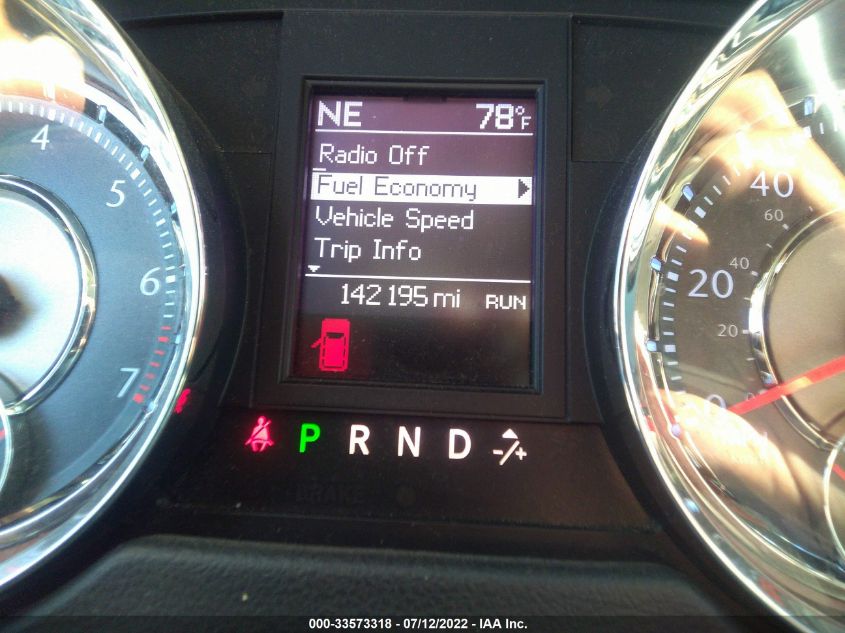 NE 78°F
Radio Off
Fuel Economy
Vehicle Speed
Trip Info
142195 mi RUN
P R N D -/+
BRAKE
4
5
6
7
40
60
20
40
20
000-33573318 - 07/12/2022 - IAA Inc.